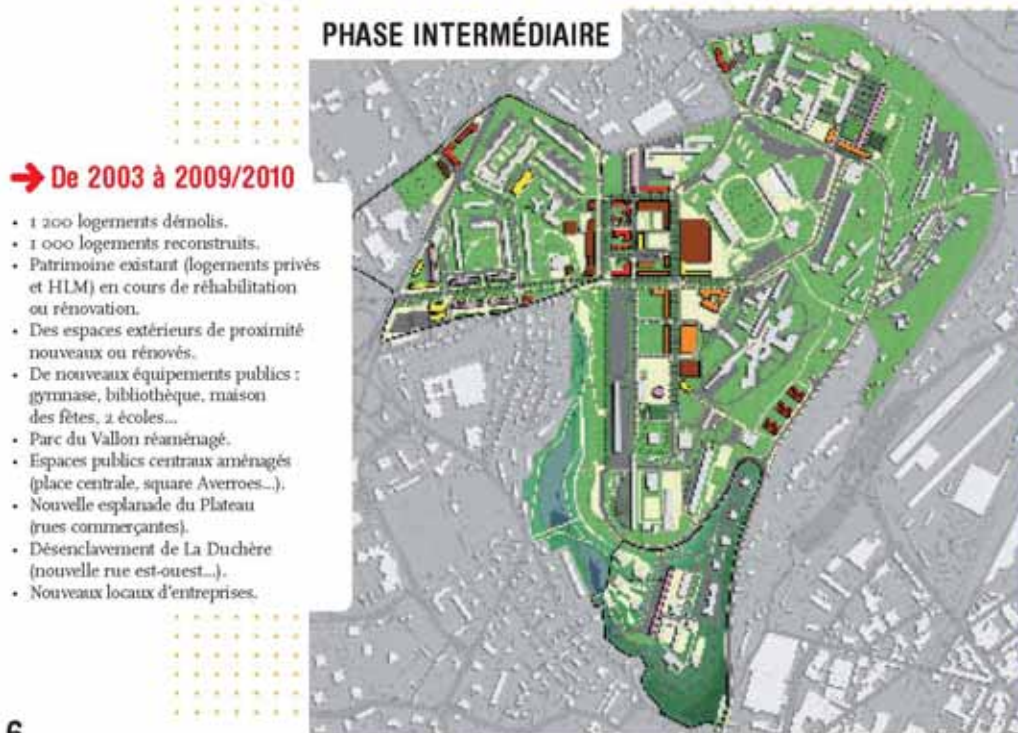 PHASE INTERMÉDIAIRE
➔ De 2003 à 2009/2010
• 1 200 logements démolis.
• 1 000 logements reconstruits.
• Patrimoine existant (logements privés
et HLM) en cours de réhabilitation
ou rénovation.
• Des espaces extérieurs de proximité
nouveaux ou rénovés.
• De nouveaux équipements publics :
gymnase, bibliothèque, maison
des fêtes, 2 écoles...
• Parc du Vallon réaménagé.
• Espaces publics centraux aménagés
(place centrale, square Averroes...).
• Nouvelle esplanade du Plateau
(rues commerçantes).
• Désenclavement de La Duchère
(nouvelle rue est-ouest...).
• Nouveaux locaux d'entreprises.
6